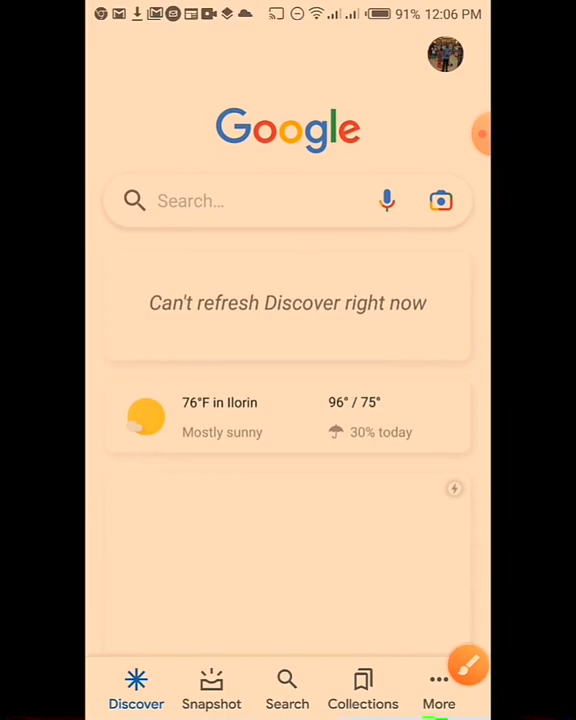 91% 12:06 PM
Google
Search...
Can't refresh Discover right now
76°F in Ilorin 96° / 75°
Mostly sunny 30% today
Discover Snapshot Search Collections More